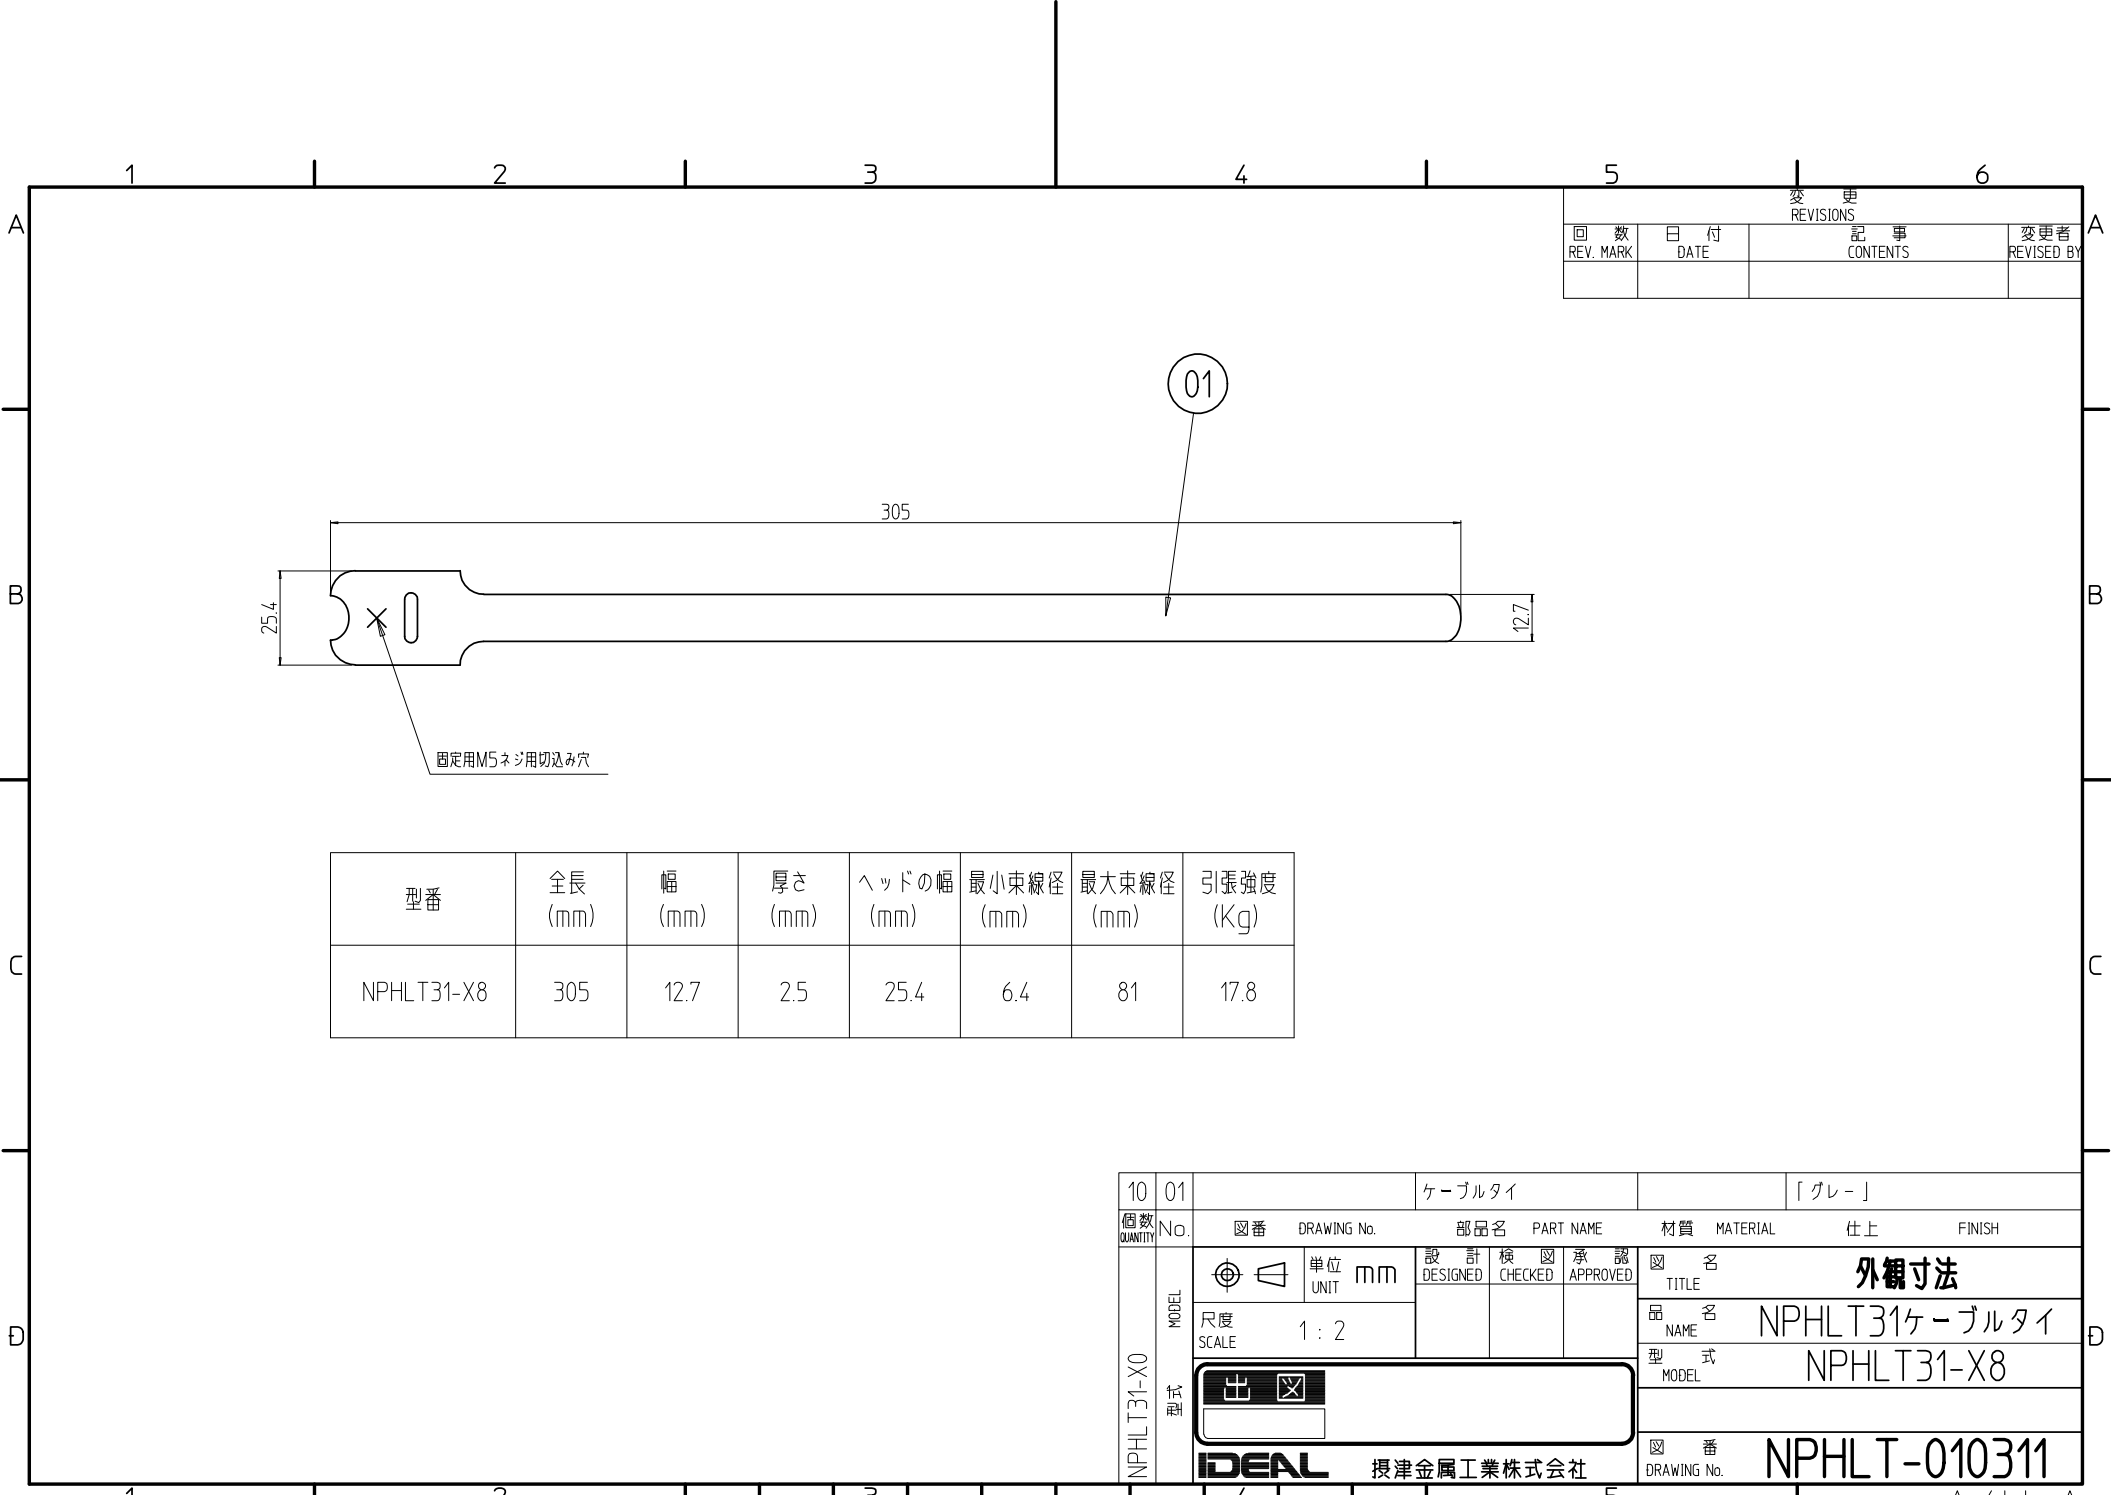 1 2 3 4 5 6
変 更
REVISIONS
A A
回 数 日 付 記 事 変更者
REV. MARK DATE CONTENTS REVISED BY
01
305
B B
25.4
12.7
固定用M5ネジ用切込み穴
型番 全長 幅 厚さ ヘッドの幅 最小束線径 最大束線径 引張強度
(mm) (mm) (mm) (mm) (mm) (mm) (Kg)
C C
NPHLT31-X8 305 12.7 2.5 25.4 6.4 81 17.8
10 01 ケーブルタイ 「グレー」
個数 No. 図番 DRAWING No. 部品名 PART NAME 材質 MATERIAL 仕上 FINISH
QUANTITY
NPHLT31-X0
型式 MODEL
単位 mm
UNIT
設 計 検 図 承 認
DESIGNED CHECKED APPROVED
図 名 外観寸法
TITLE
尺度 1 : 2
SCALE
品 名 NPHLT31ケーブルタイ
NAME
D D
型 式 NPHLT31-X8
MODEL
出 図
IDEAL 摂津金属工業株式会社
図 番 NPHLT-010311
DRAWING No.